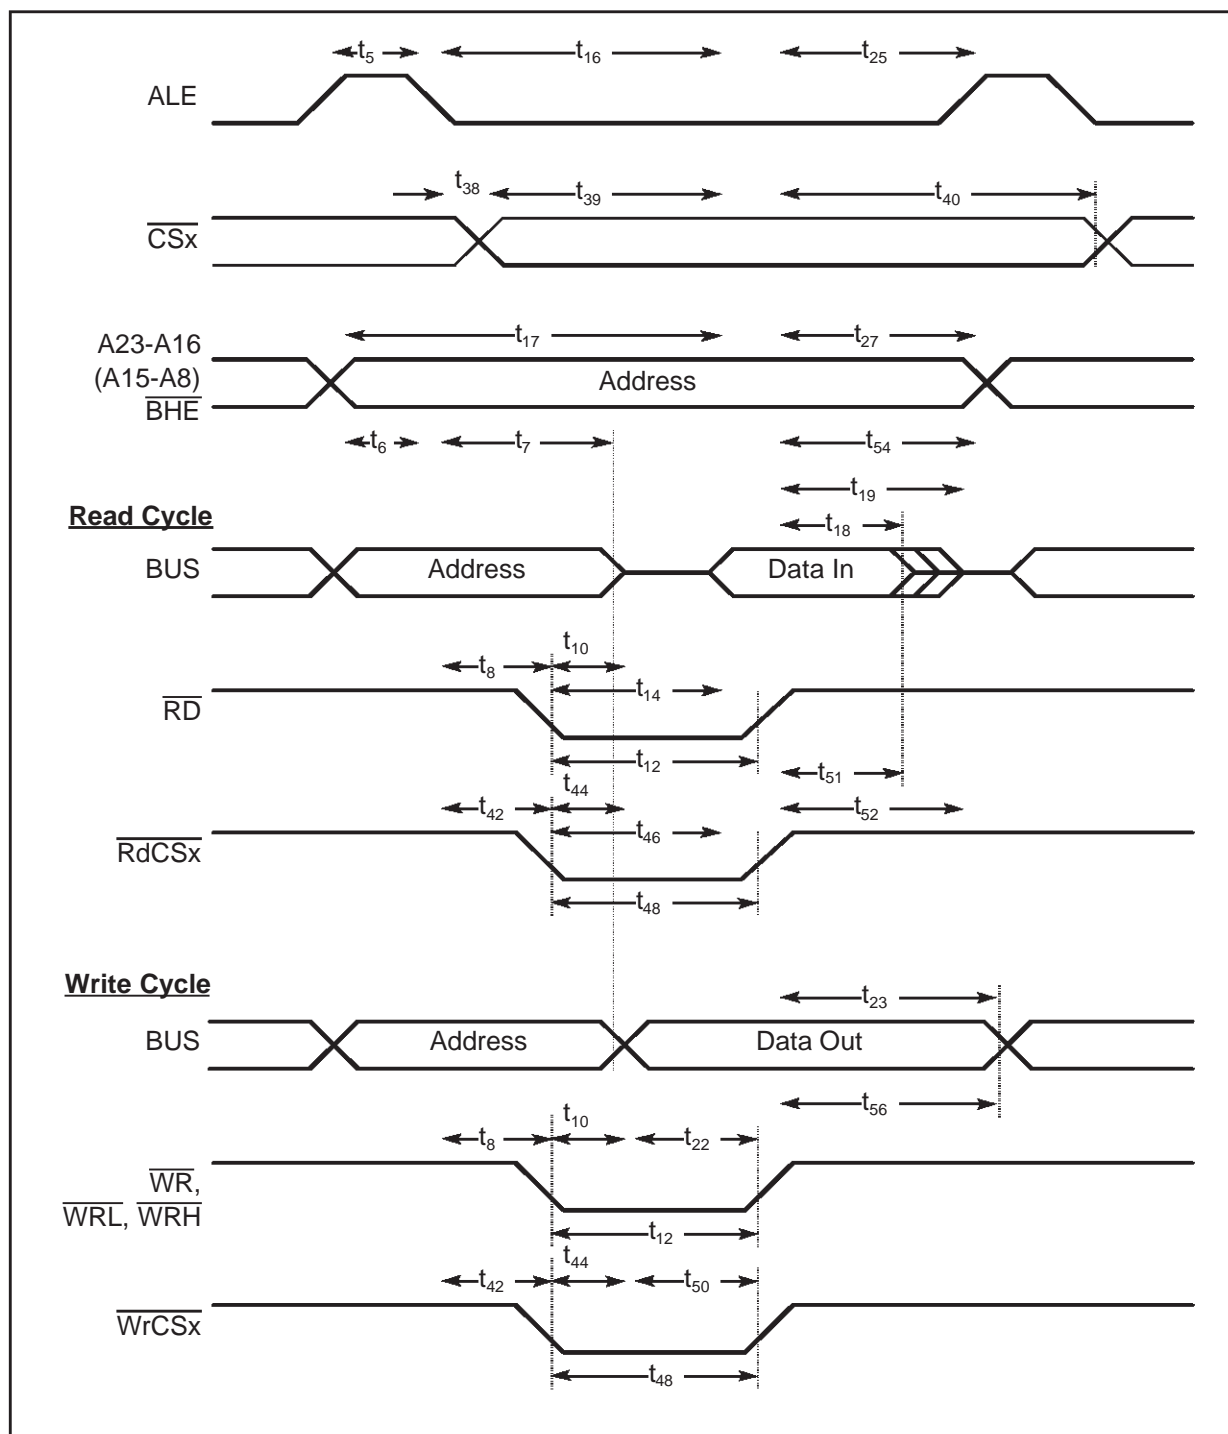 t5 t16 t25
ALE
t38 t39 t40
CSx
t17 t27
A23-A16
(A15-A8)
BHE
Address
t6 t7 t54
t19
Read Cycle
t18
BUS Address Data In
t10
t8
t14
RD
t12 t51
t44
t42 t52
t46
RdCSx
t48
Write Cycle
t23
BUS Address Data Out
t56
t10
t8 t22
WR,
WRL, WRH
t12
t44
t42 t50
WrCSx
t48